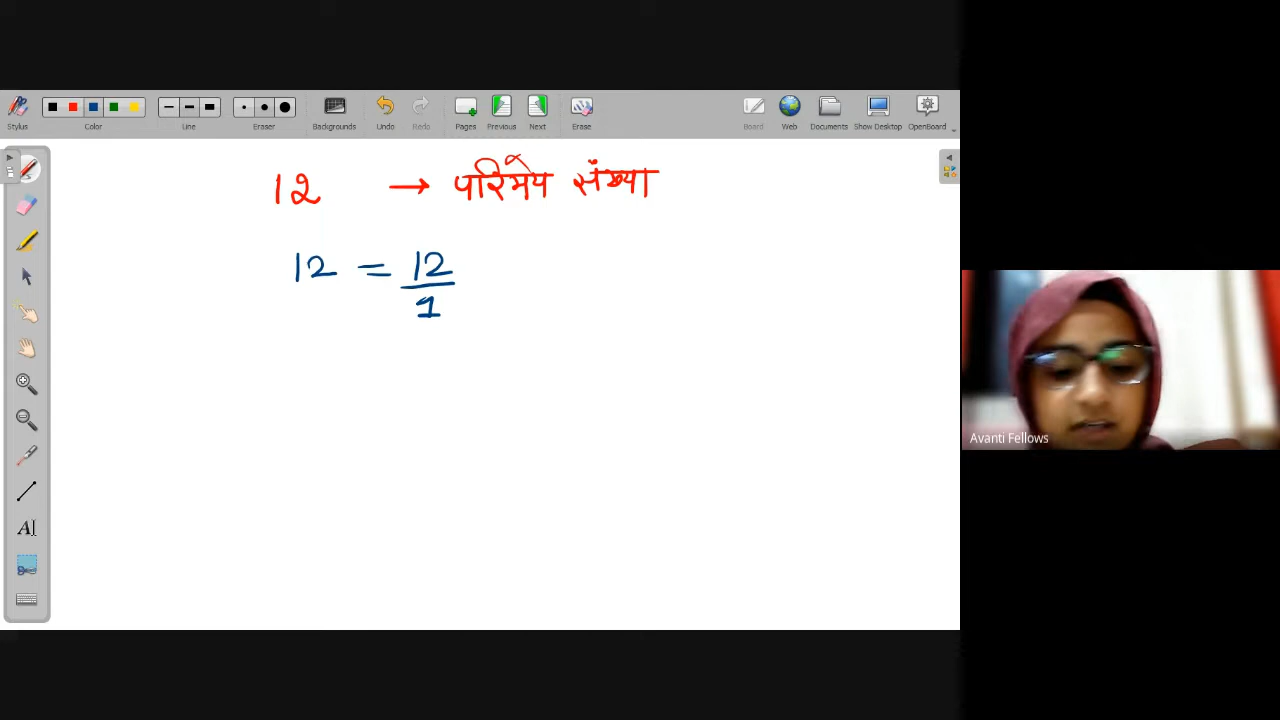 Stylus Color Line Eraser Backgrounds Undo Redo Pages Previous Next Erase Board Web Documents Show Desktop OpenBoard
12 → परिमेय संख्या
12 = 12/1
A
Avanti Fellows